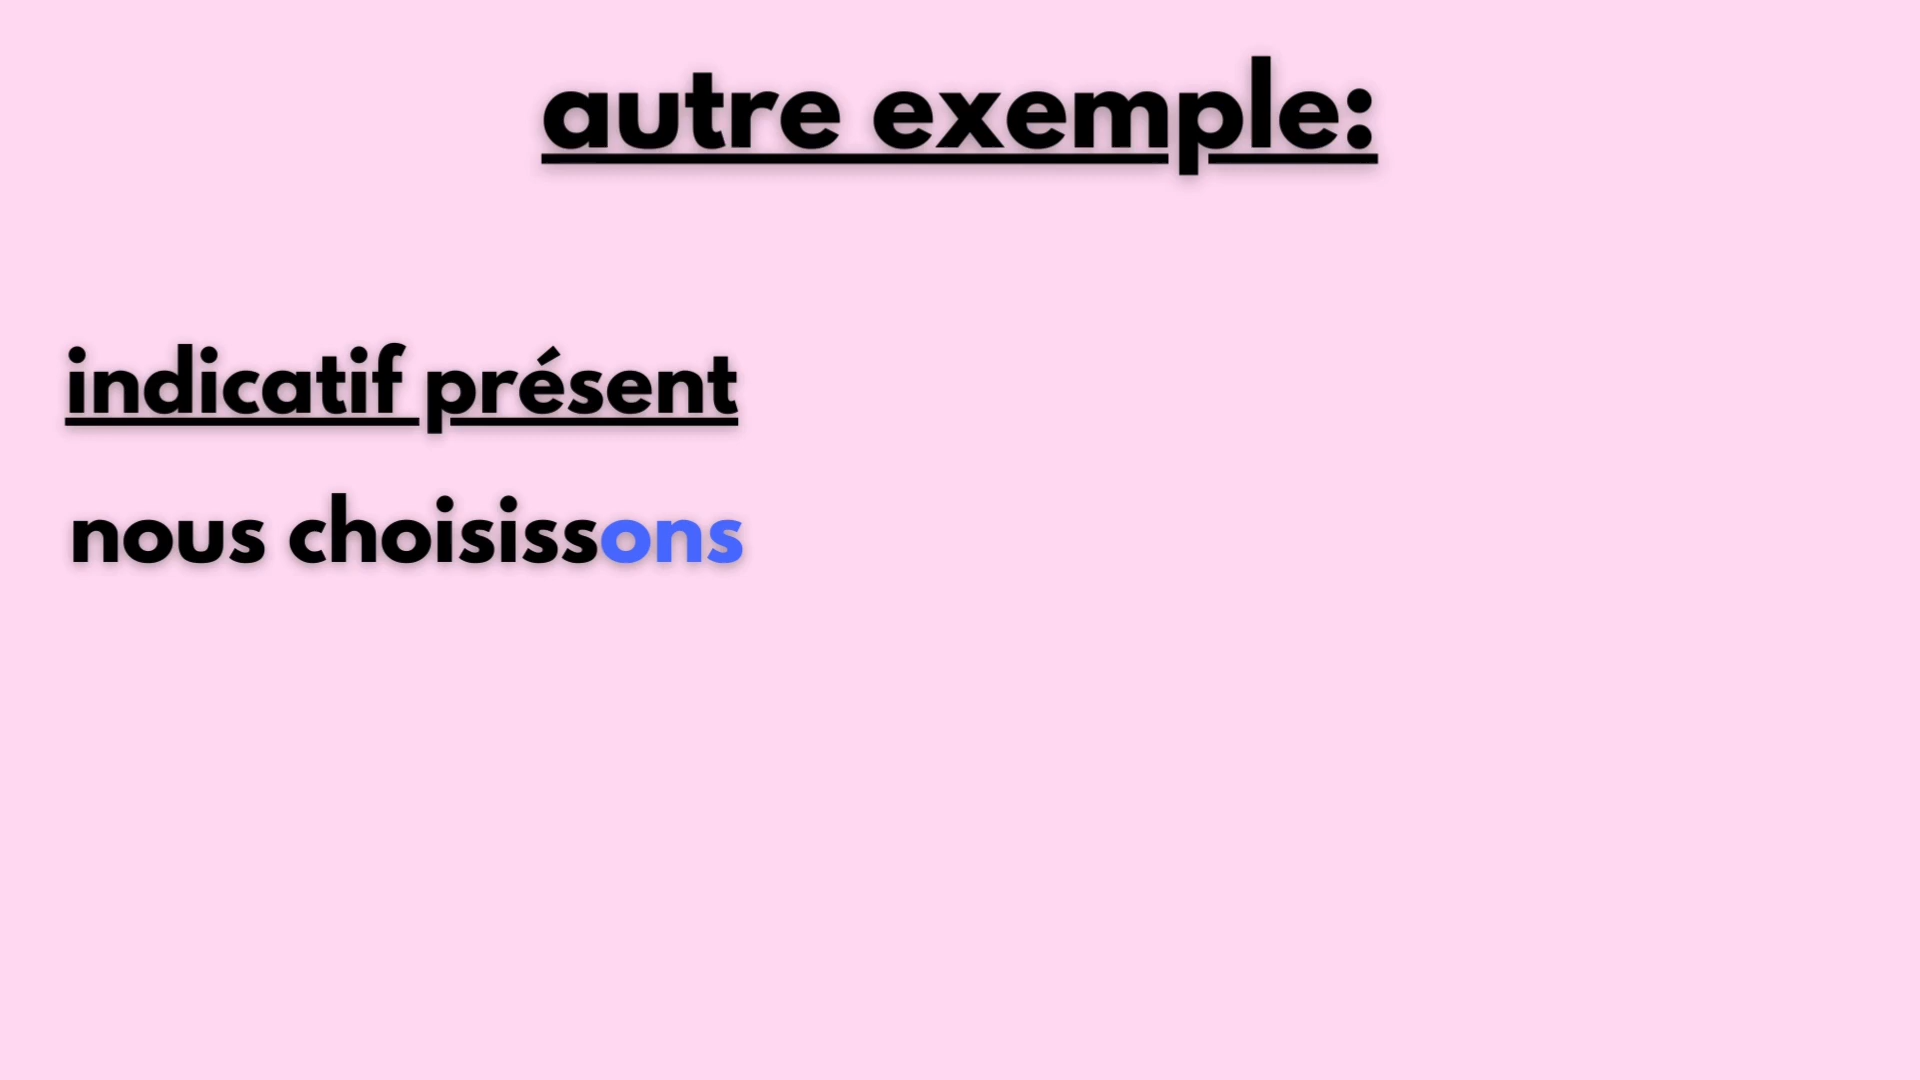 autre exemple:
indicatif présent
nous choisissons